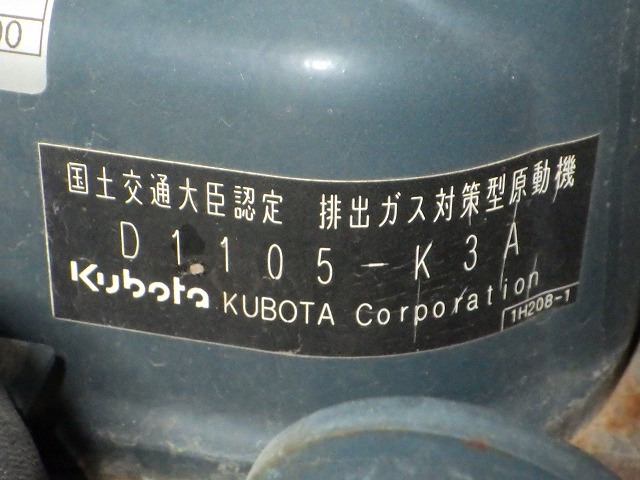 00
国土交通大臣認定 排出ガス対策型原動機
D1105-K3A
Kubota KUBOTA Corporation
1H208-1